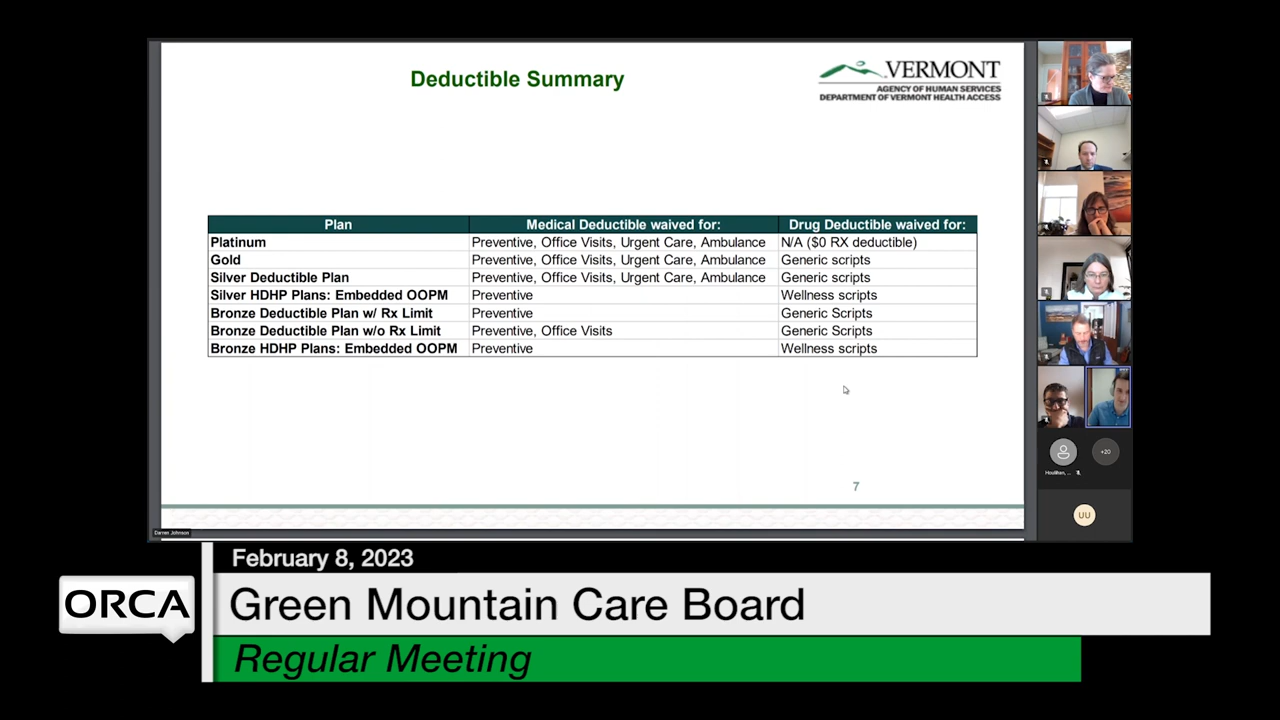 Deductible Summary
VERMONT
AGENCY OF HUMAN SERVICES
DEPARTMENT OF VERMONT HEALTH ACCESS
Plan Medical Deductible waived for: Drug Deductible waived for:
Platinum Preventive, Office Visits, Urgent Care, Ambulance N/A ($0 RX deductible)
Gold Preventive, Office Visits, Urgent Care, Ambulance Generic scripts
Silver Deductible Plan Preventive, Office Visits, Urgent Care, Ambulance Generic scripts
Silver HDHP Plans: Embedded OOPM Preventive Wellness scripts
Bronze Deductible Plan w/ Rx Limit Preventive Generic Scripts
Bronze Deductible Plan w/o Rx Limit Preventive, Office Visits Generic Scripts
Bronze HDHP Plans: Embedded OOPM Preventive Wellness scripts
7
Darren Johnson
+20
Houlihan, ...
UU
February 8, 2023
ORCA
Green Mountain Care Board
Regular Meeting